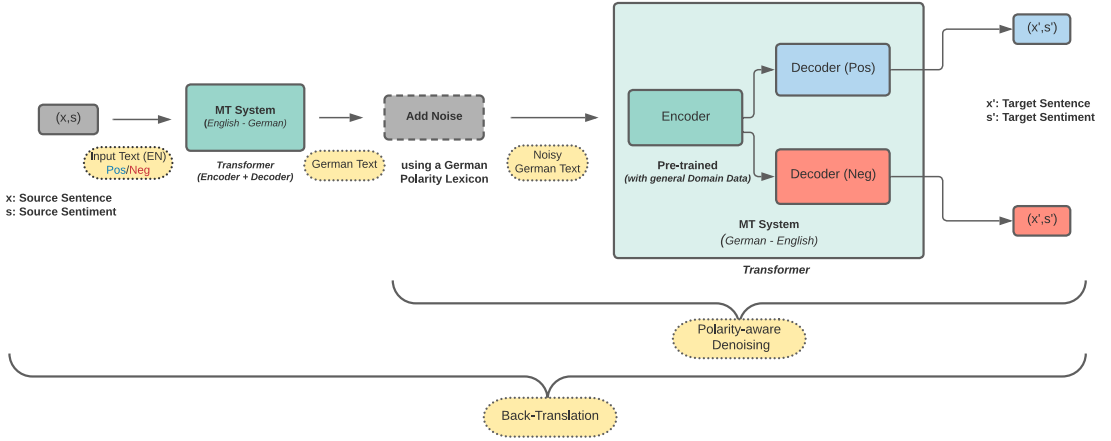 (x,s)
Input Text (EN)
Pos/Neg
x: Source Sentence
s: Source Sentiment
MT System
(English - German)
Transformer
(Encoder + Decoder)
German Text
Add Noise
using a German
Polarity Lexicon
Noisy
German Text
Encoder
Pre-trained
(with general Domain Data)
Decoder (Pos)
Decoder (Neg)
MT System
(German - English)
Transformer
(x',s')
x': Target Sentence
s': Target Sentiment
(x',s')
Polarity-aware
Denoising
Back-Translation